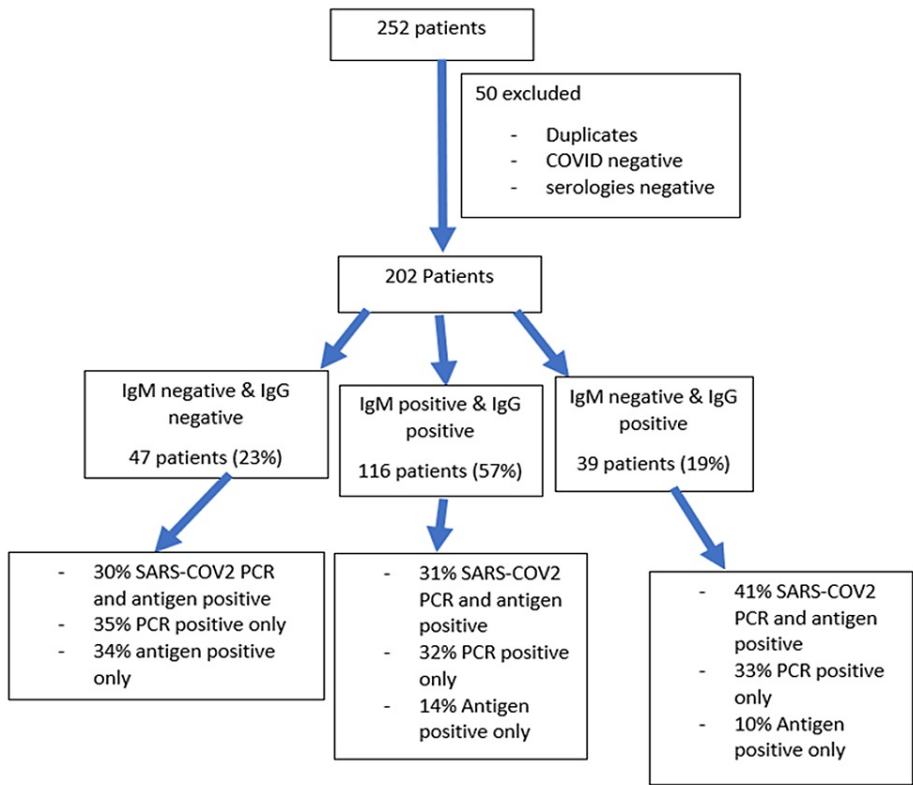 252 patients
50 excluded
- Duplicates
- COVID negative
- serologies negative
202 Patients
IgM negative & IgG
negative
47 patients (23%)
IgM positive & IgG
positive
116 patients (57%)
IgM negative & IgG
positive
39 patients (19%)
- 30% SARS-COV2 PCR
and antigen positive
- 35% PCR positive only
- 34% antigen positive
only
- 31% SARS-COV2
PCR and antigen
positive
- 32% PCR positive
only
- 14% Antigen
positive only
- 41% SARS-COV2
PCR and antigen
positive
- 33% PCR positive
only
- 10% Antigen
positive only